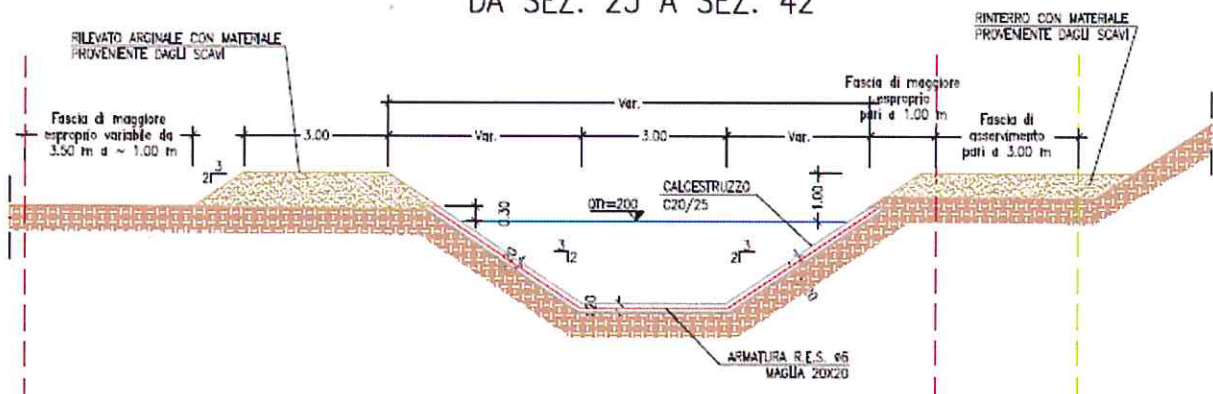 DA SEZ. 25 A SEZ. 42
RILEVATO ARGINALE CON MATERIALE
PROVENIENTE DAGLI SCAVI
RINTERRO CON MATERIALE
PROVENIENTE DAGLI SCAVI
Fascia di maggiore
esproprio variabile da
3.50 m a ~ 1.00 m
3.00
Var.
Var.
3.00
Var.
Fascia di maggiore
esproprio
pari a 1.00 m
Fascia di
asservimento
pari a 3.00 m
3
2
0.30
QTr=200
CALCESTRUZZO
C20/25
1.00
3
2
3
2
.20
ARMATURA R.E.S. ø6
MAGLIA 20X20